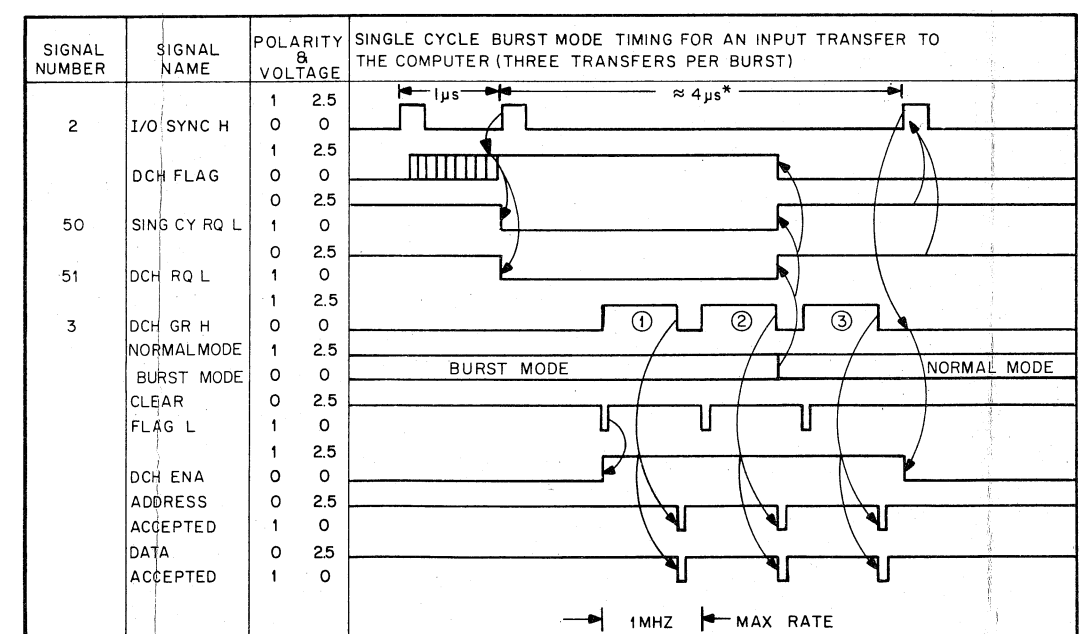 SIGNAL NUMBER
SIGNAL NAME
POLARITY & VOLTAGE
SINGLE CYCLE BURST MODE TIMING FOR AN INPUT TRANSFER TO
THE COMPUTER (THREE TRANSFERS PER BURST)
1µs
≈ 4µs*
1 2.5
2 I/O SYNC H 0 0
1 2.5
DCH FLAG 0 0
0 2.5
50 SING CY RQ L 1 0
0 2.5
51 DCH RQ L 1 0
1 2.5
3 DCH GR H 0 0
① ② ③
NORMAL MODE 1 2.5
BURST MODE 0 0
BURST MODE NORMAL MODE
CLEAR 0 2.5
FLAG L 1 0
1 2.5
DCH ENA 0 0
ADDRESS 0 2.5
ACCEPTED 1 0
DATA 0 2.5
ACCEPTED 1 0
1MHZ MAX RATE